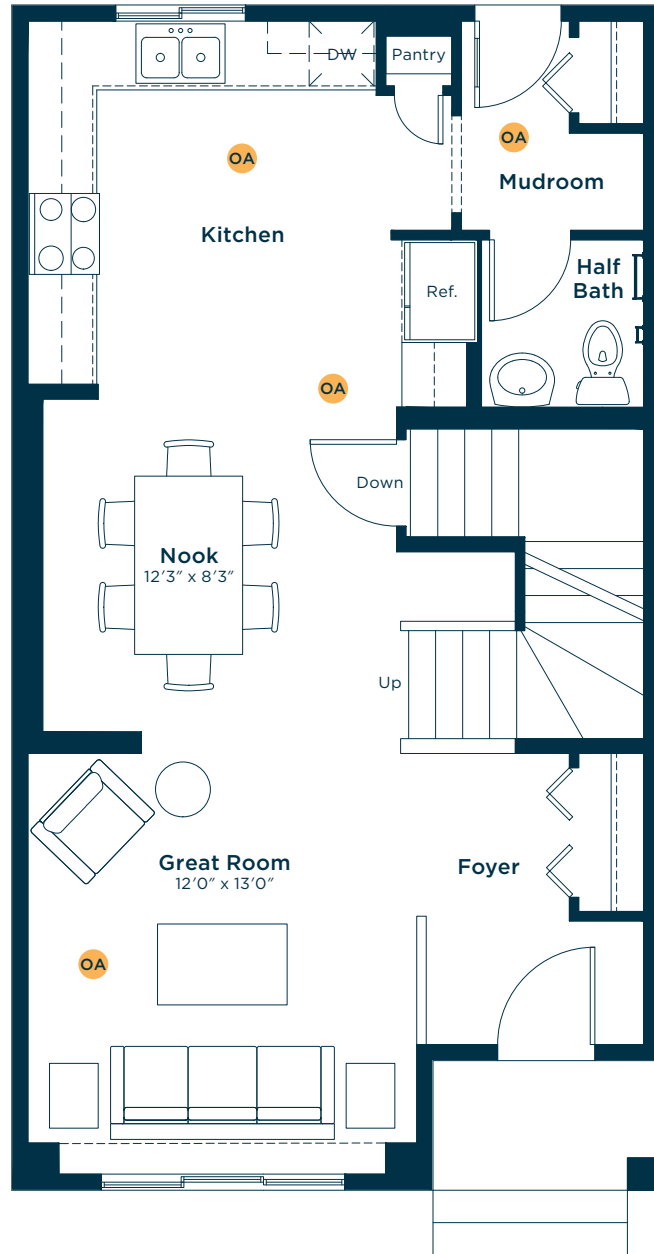 DW
Pantry
OA
OA
Mudroom
Kitchen
Half
Bath
Ref.
OA
Down
Nook
12'3" x 8'3"
Up
Great Room
12'0" x 13'0"
Foyer
OA